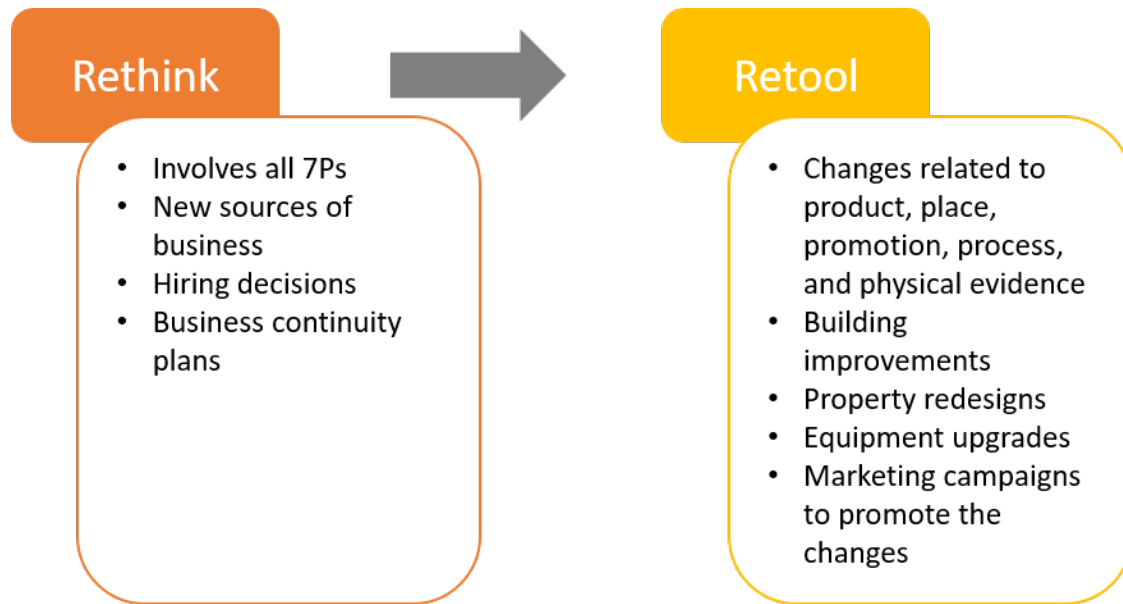 Rethink
• Involves all 7Ps
• New sources of
business
• Hiring decisions
• Business continuity
plans
Retool
• Changes related to
product, place,
promotion, process,
and physical evidence
• Building
improvements
• Property redesigns
• Equipment upgrades
• Marketing campaigns
to promote the
changes